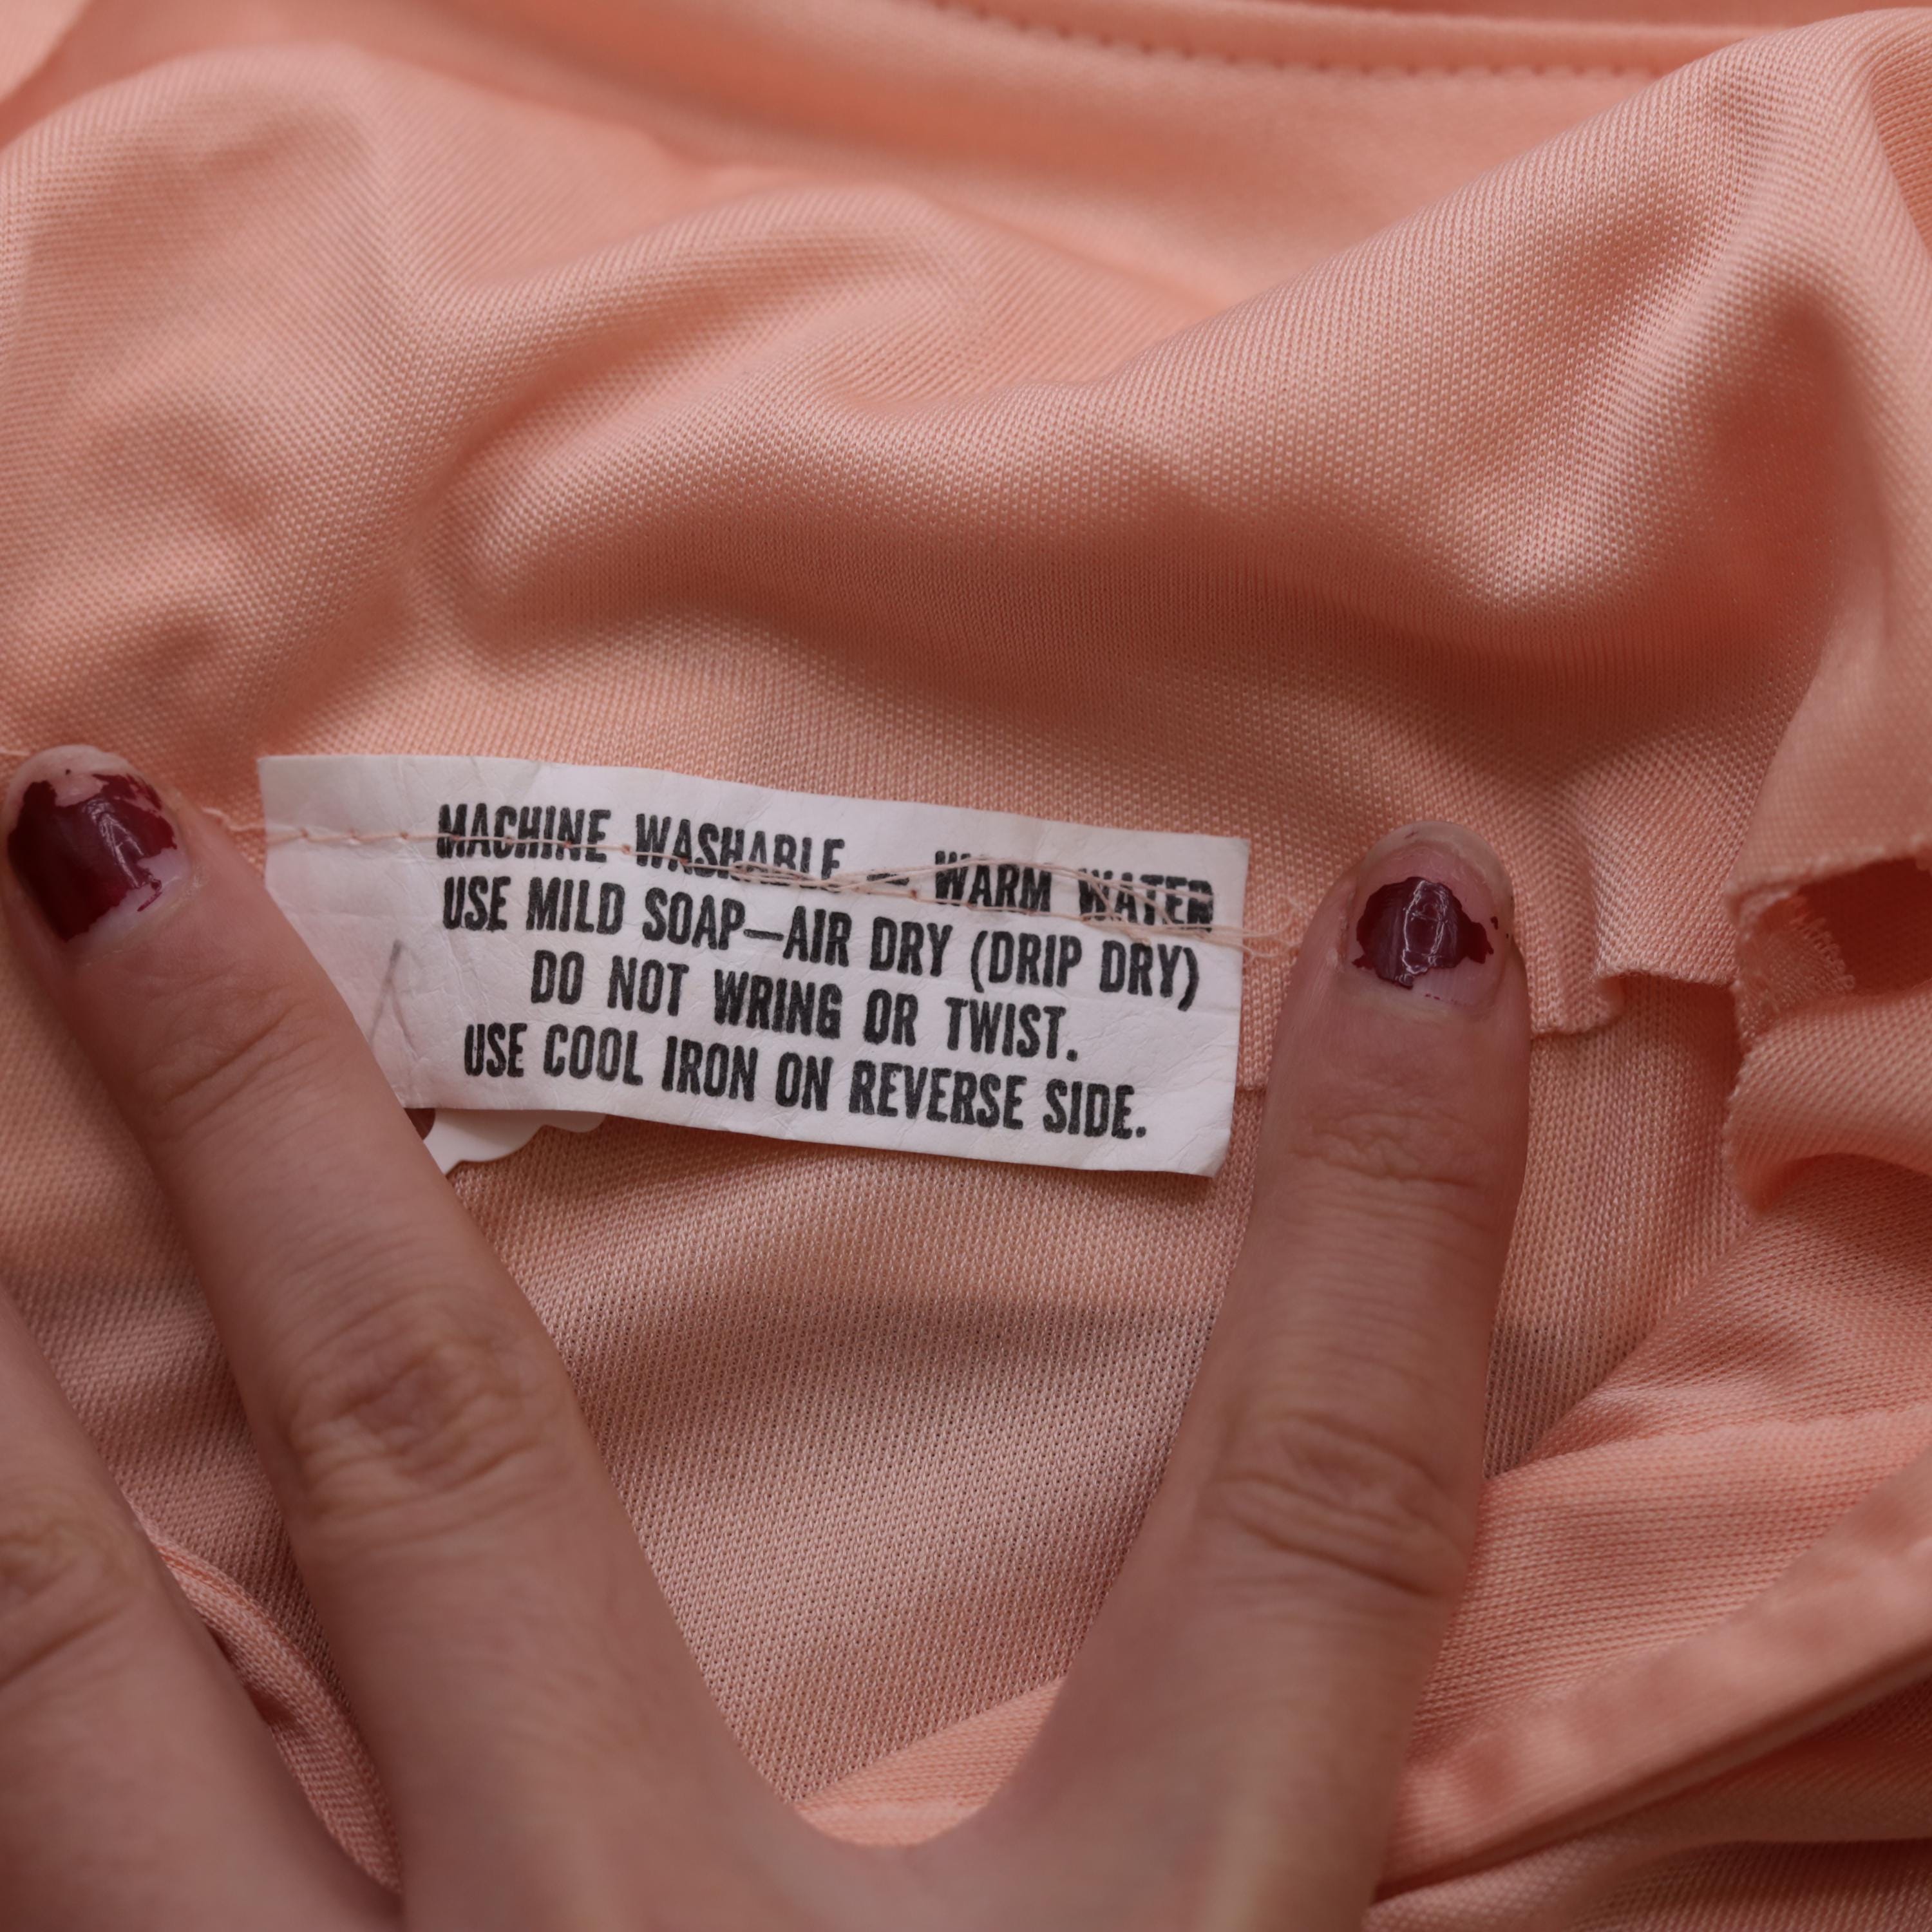 MACHINE WASHABLE — WARM WATER
USE MILD SOAP—AIR DRY (DRIP DRY)
DO NOT WRING OR TWIST.
USE COOL IRON ON REVERSE SIDE.